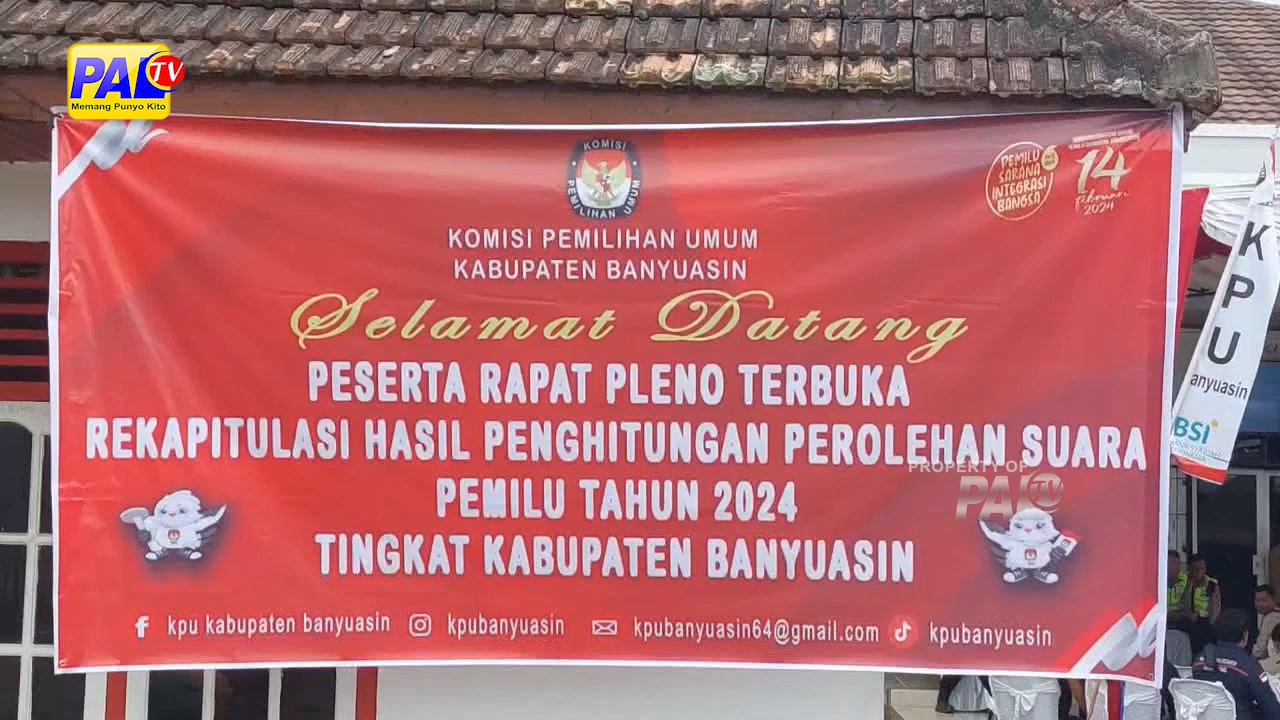 PAL TV
Memang Punyo Kito
KOMISI
PEMILIHAN UMUM
PEMILU
SARANA
INTEGRASI
BANGSA
14
Februari
2024
KOMISI PEMILIHAN UMUM
KABUPATEN BANYUASIN
Selamat Datang
PESERTA RAPAT PLENO TERBUKA
REKAPITULASI HASIL PENGHITUNGAN PEROLEHAN SUARA
PEMILU TAHUN 2024
TINGKAT KABUPATEN BANYUASIN
kpu kabupaten banyuasin kpubanyuasin kpubanyuasin64@gmail.com kpubanyuasin
PROPERTY OF
PAL TV
KPU
anyuasin
BSI